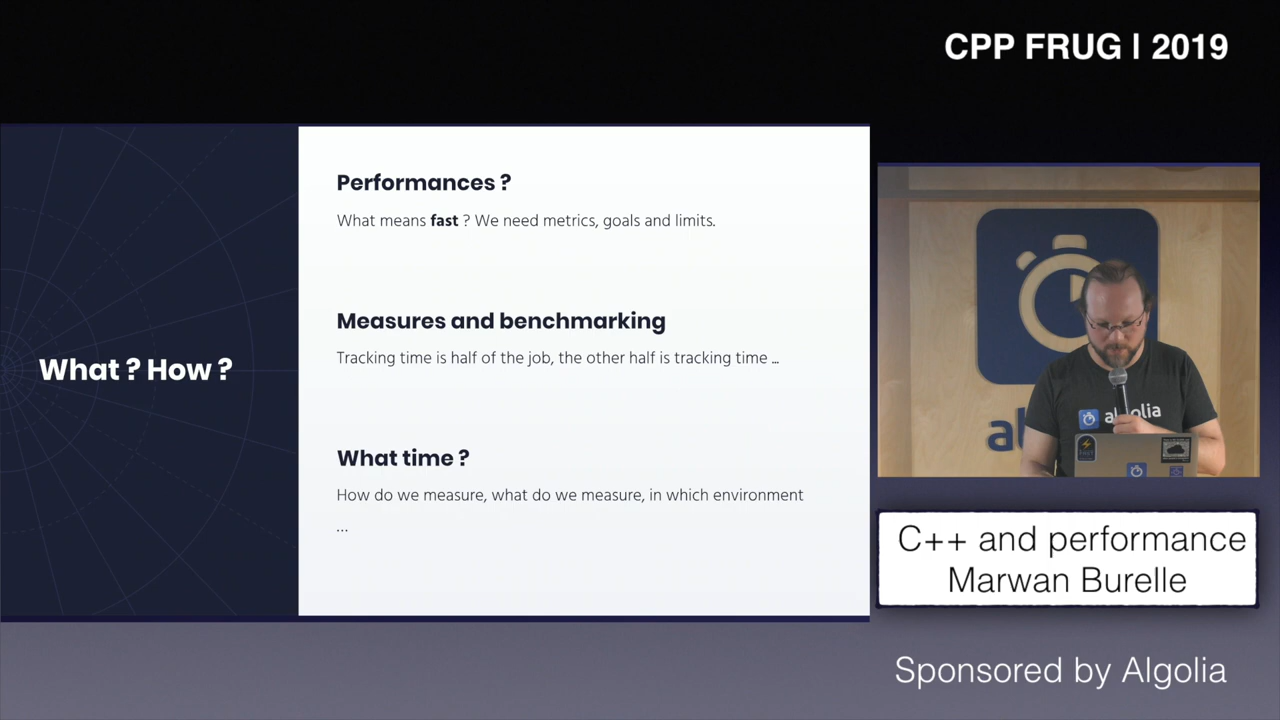 CPP FRUG | 2019
What ? How ?
Performances ?
What means fast ? We need metrics, goals and limits.
Measures and benchmarking
Tracking time is half of the job, the other half is tracking time ...
What time ?
How do we measure, what do we measure, in which environment
...
al
algolia
C++ and performance
Marwan Burelle
Sponsored by Algolia